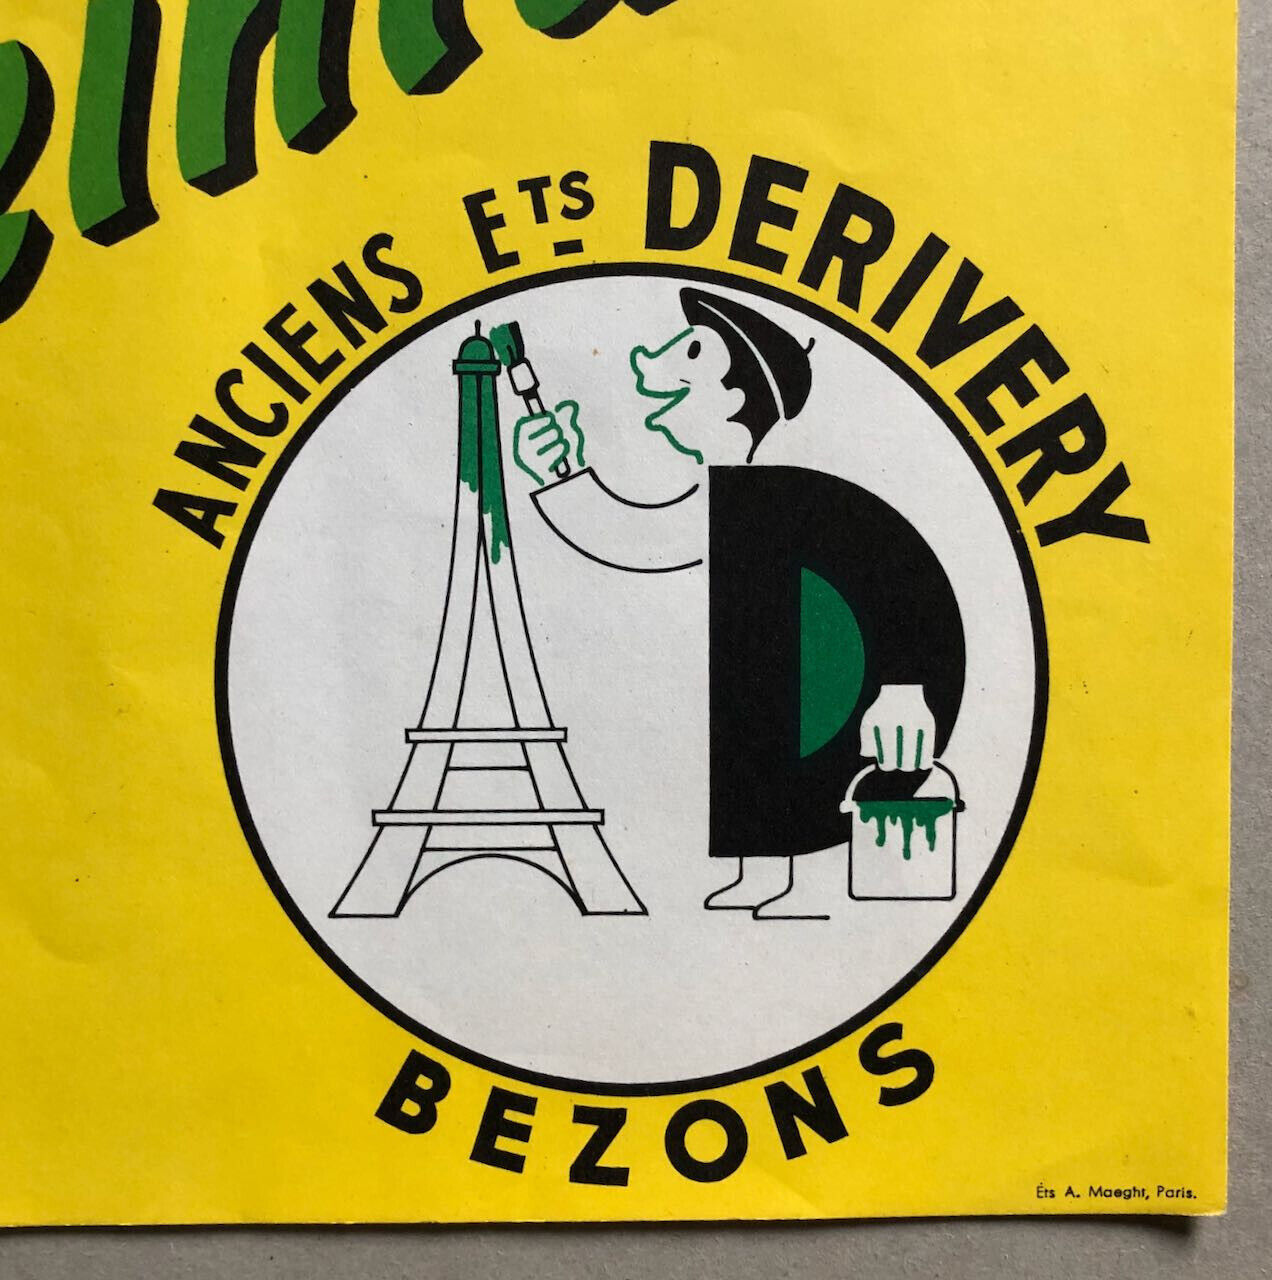 ANCIENS ETS DERIVERY
BEZONS
Éts A. Maeght, Paris.